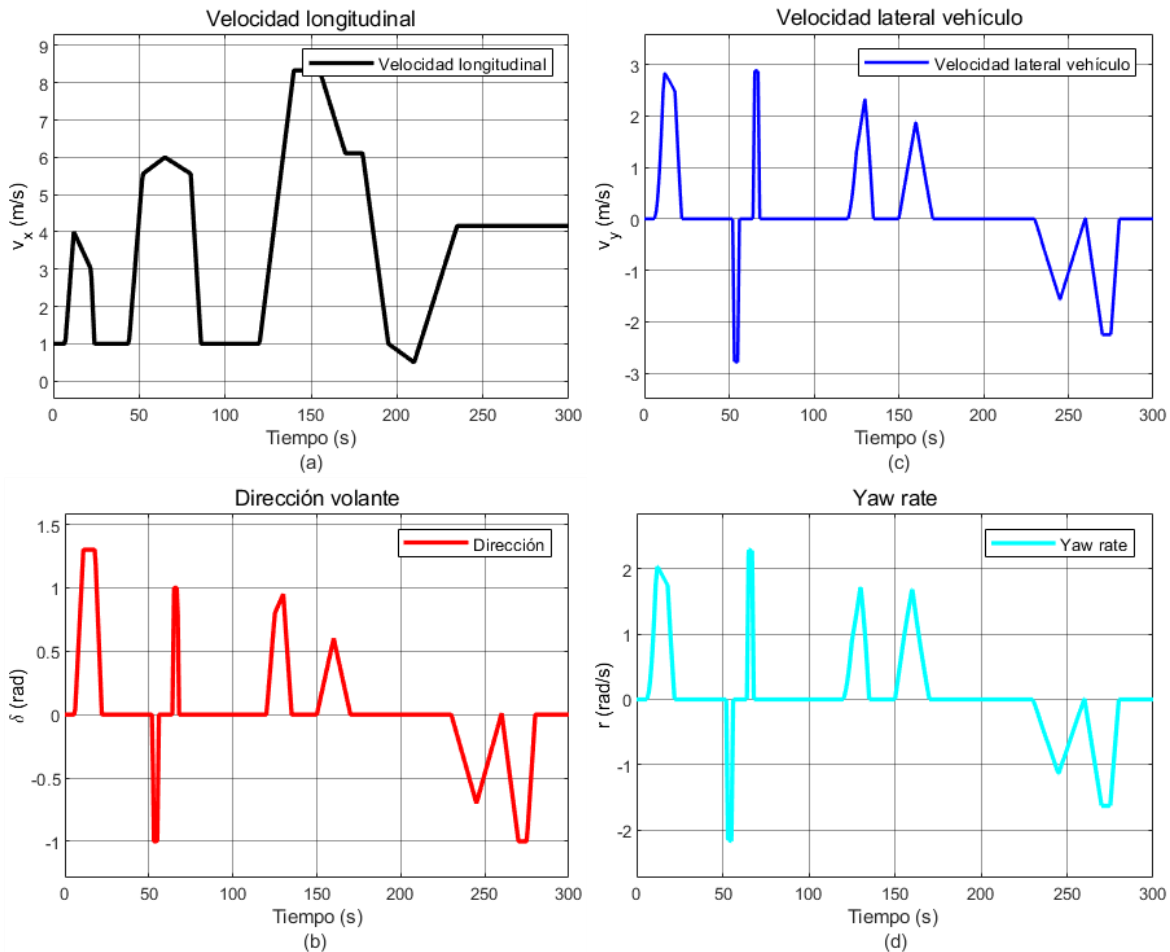 Velocidad longitudinal
Velocidad longitudinal
9
8
7
6
5
4
3
2
1
0
v_x (m/s)
0 50 100 150 200 250 300
Tiempo (s)
(a)
Velocidad lateral vehículo
Velocidad lateral vehículo
3
2
1
0
-1
-2
-3
v_y (m/s)
0 50 100 150 200 250 300
Tiempo (s)
(c)
Dirección volante
Dirección
1.5
1
0.5
0
-0.5
-1
δ (rad)
0 50 100 150 200 250 300
Tiempo (s)
(b)
Yaw rate
Yaw rate
2
1
0
-1
-2
r (rad/s)
0 50 100 150 200 250 300
Tiempo (s)
(d)